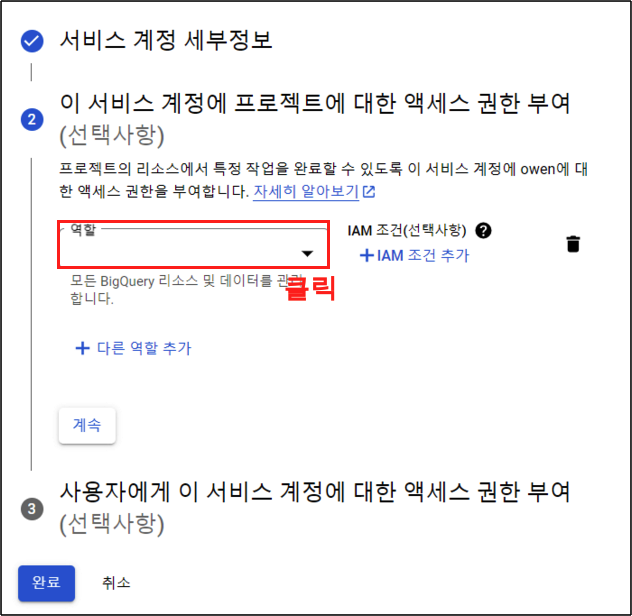 서비스 계정 세부정보
2
이 서비스 계정에 프로젝트에 대한 액세스 권한 부여
(선택사항)
프로젝트의 리소스에서 특정 작업을 완료할 수 있도록 이 서비스 계정에 owen에 대
한 액세스 권한을 부여합니다. 자세히 알아보기
역할
IAM 조건(선택사항) ?
+ IAM 조건 추가
모든 BigQuery 리소스 및 데이터를
합니다.
클릭
+ 다른 역할 추가
계속
3
사용자에게 이 서비스 계정에 대한 액세스 권한 부여
(선택사항)
완료 취소